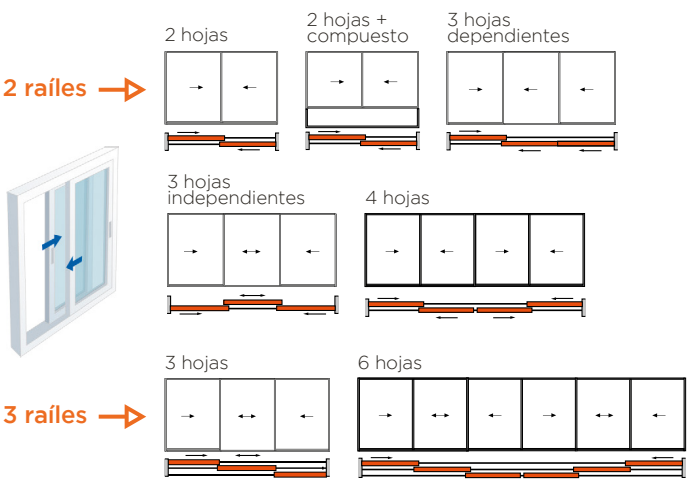 2 hojas
2 hojas +
compuesto
3 hojas
dependientes
2 raíles
3 hojas
independientes
4 hojas
3 hojas
6 hojas
3 raíles